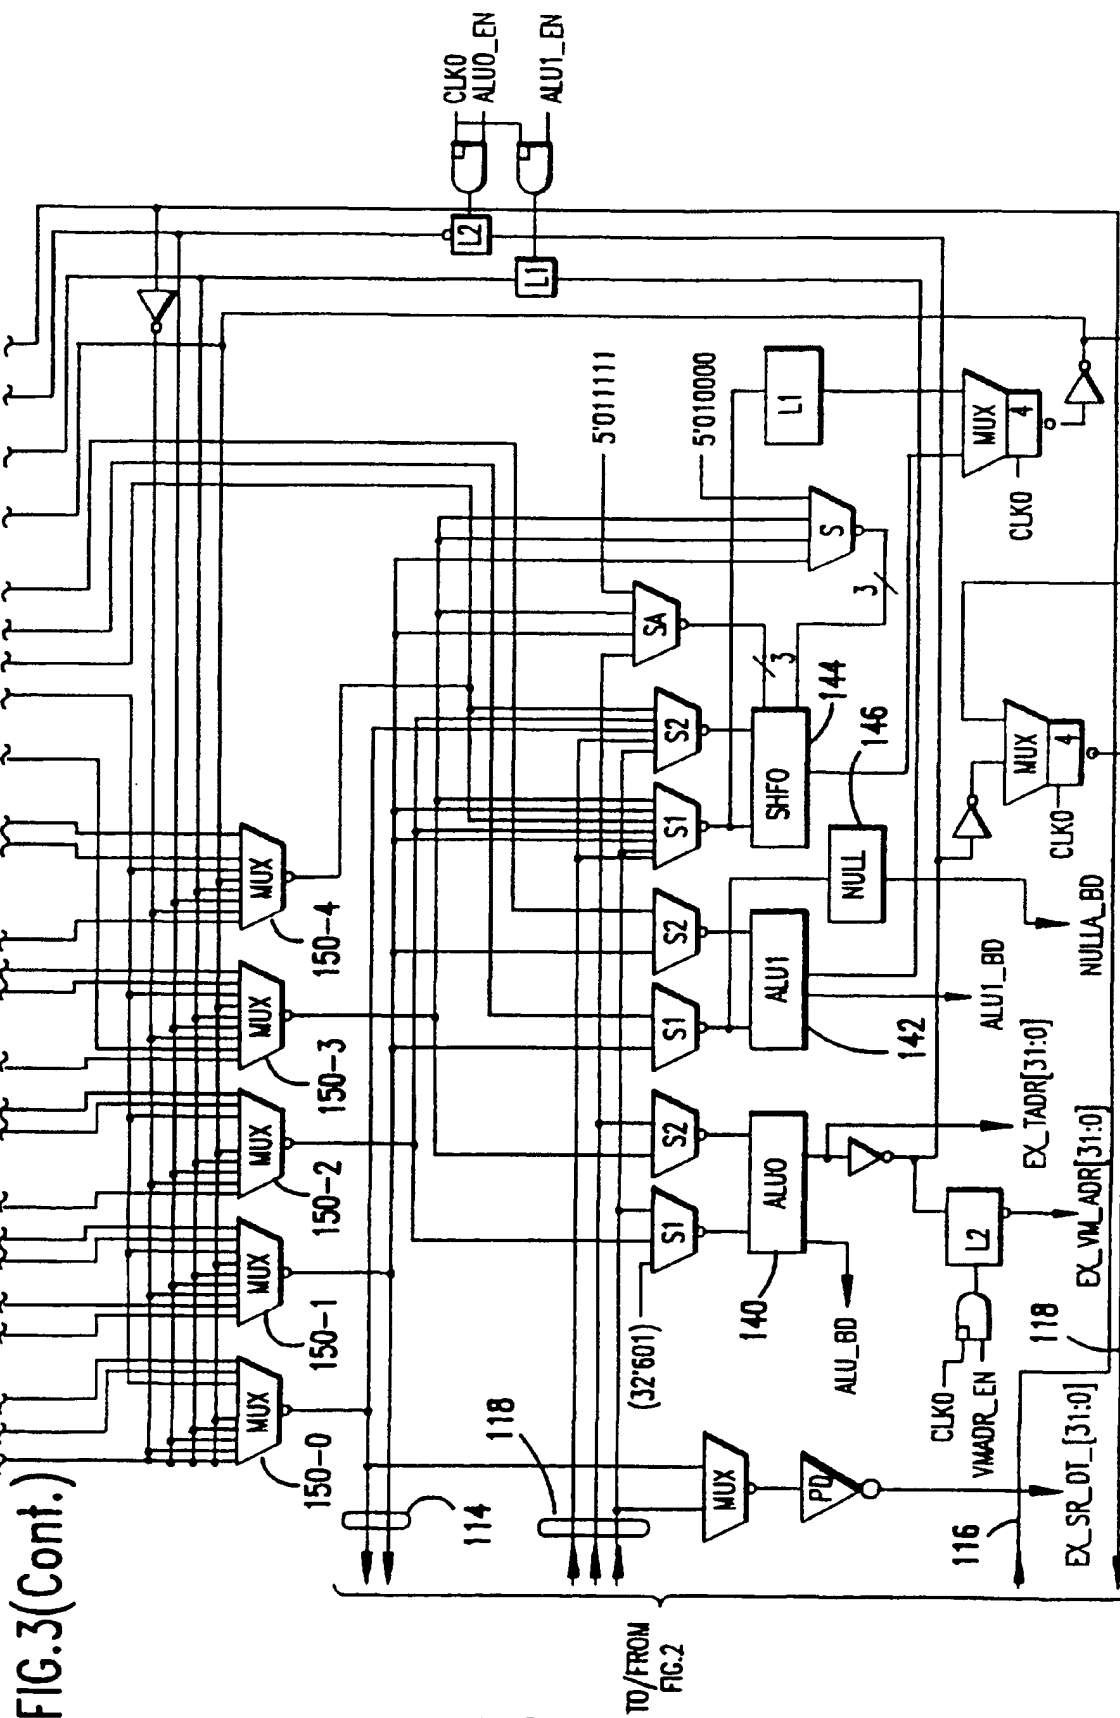 FIG.3(Cont.)
CLK0
ALU0_EN
ALU1_EN
L2
L1
MUX
150-0
MUX
150-1
MUX
150-2
MUX
150-3
MUX
150-4
114
118
(32'601)
S1
S2
S1
S2
S1
S2
SA
5'011111
S
5'010000
L1
3
3
ALU0
140
ALU_BD
ALU1
142
ALU1_BD
NULL
146
NULLA_BD
SHF0
144
MUX
PD
EX_SR_DT_[31:0]
CLK0
VMADR_EN
L2
EX_VM_ADR[31:0]
EX_TADR[31:0]
MUX
4
CLK0
MUX
4
CLK0
116
118
TO/FROM
FIG.2